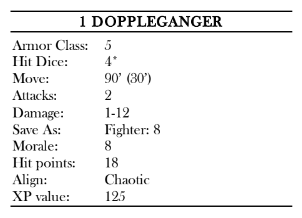 1 DOPPLEGANGER
Armor Class: 5
Hit Dice: 4*
Move: 90' (30')
Attacks: 2
Damage: 1-12
Save As: Fighter: 8
Morale: 8
Hit points: 18
Align: Chaotic
XP value: 125